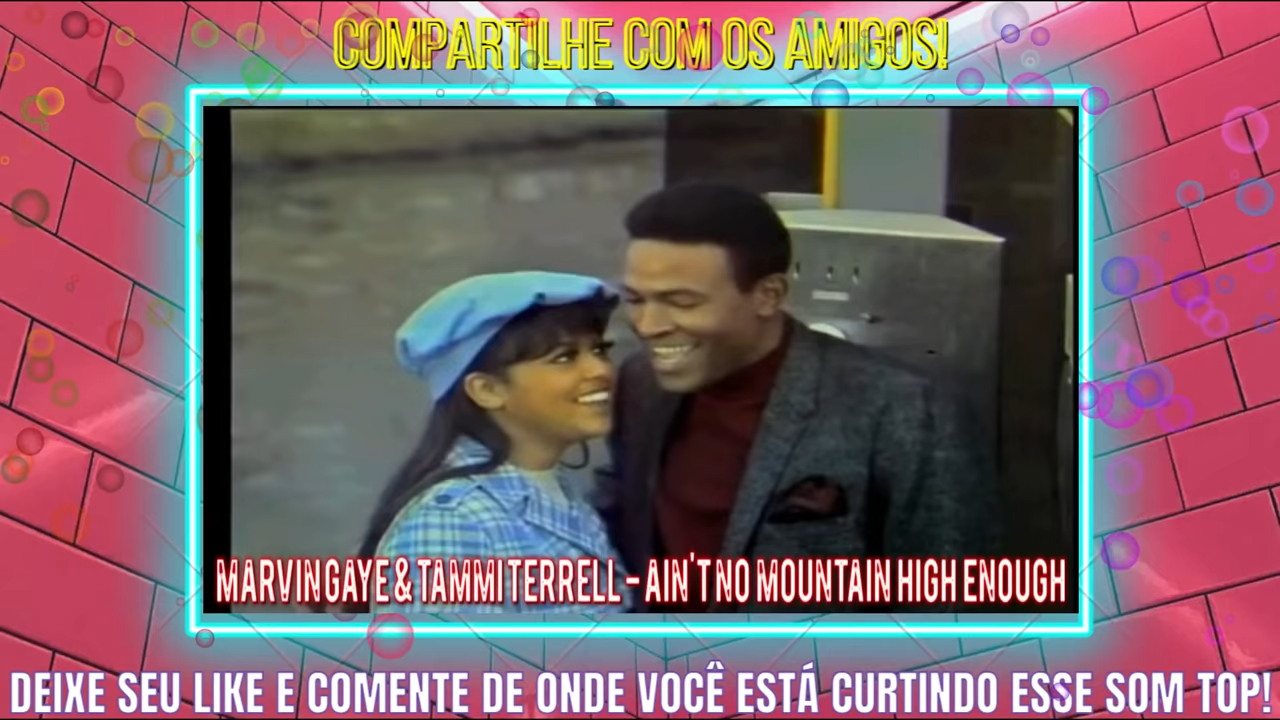 COMPARTILHE COM OS AMIGOS!
MARVIN GAYE & TAMMI TERRELL - AIN'T NO MOUNTAIN HIGH ENOUGH
DEIXE SEU LIKE E COMENTE DE ONDE VOCÊ ESTÁ CURTINDO ESSE SOM TOP!